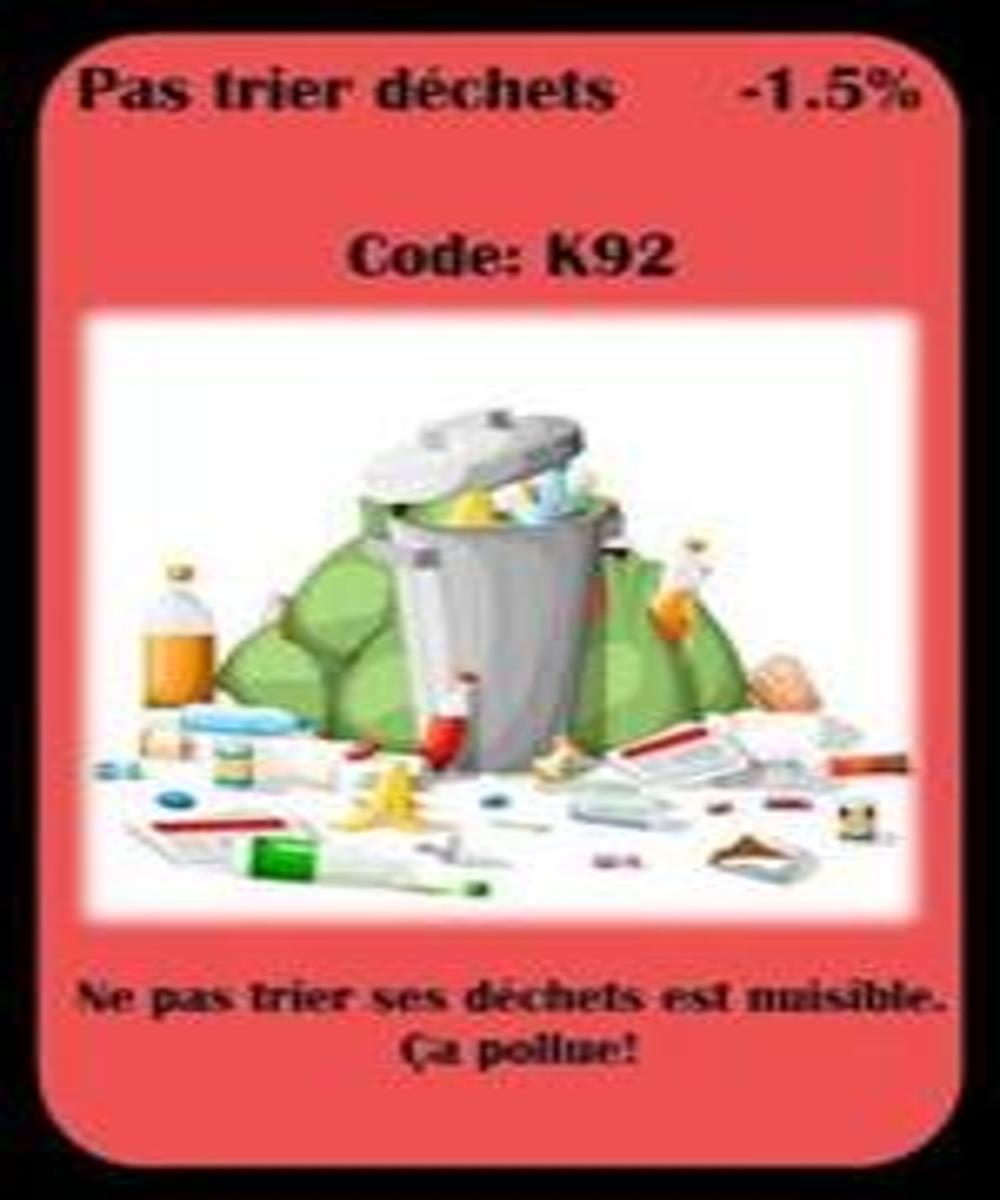 Pas trier déchets -1.5%
Code: K92
Ne pas trier ses déchets est nuisible.
Ça pollue!